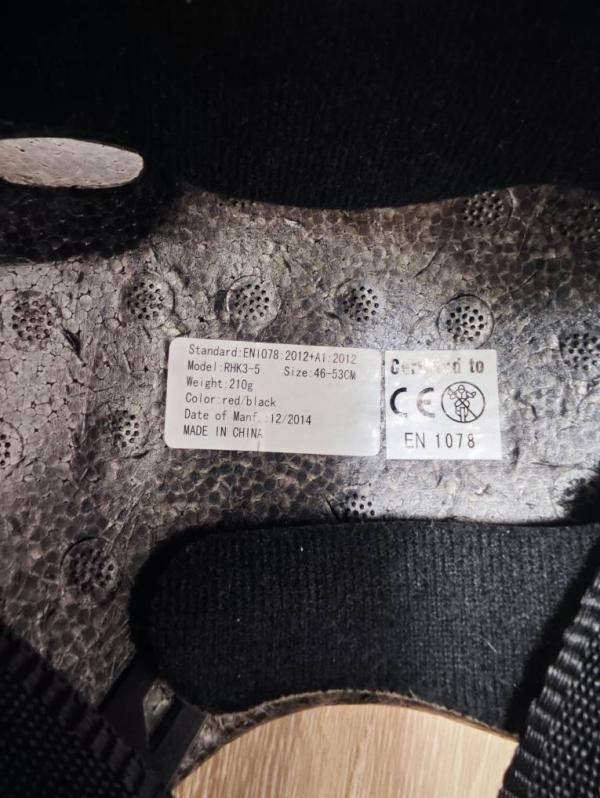 Standard:EN1078:2012+A1:2012
Model:RHK3-5 Size:46-53CM
Weight:210g
Color:red/black
Date of Manf.:12/2014
MADE IN CHINA
Certified to
CE
EN 1078